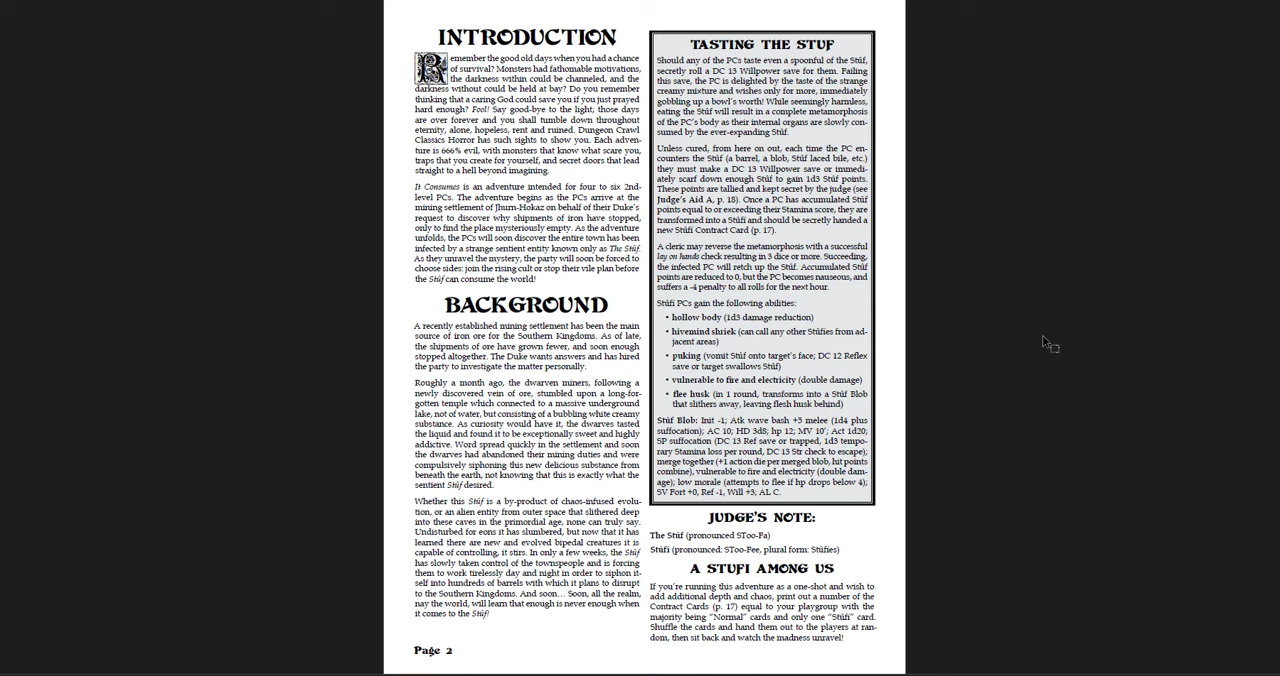 INTRODUCTION
Remember the good old days when you had a chance
of survival? Monsters had fathomable motivations,
the darkness within could be channeled, and the
darkness without could be held at bay? Do you remember
thinking that a caring God could save you if you just prayed
hard enough? Fool! Say good-bye to the light; those days
are over forever and you shall tumble down throughout
eternity, alone, hopeless, rent and ruined. Dungeon Crawl
Classics Horror has such sights to show you. Each adven-
ture is 666% evil, with monsters that know what scare you,
traps that you create for yourself, and secret doors that lead
straight to a hell beyond imagining.
It Consumes is an adventure intended for four to six 2nd-
level PCs. The adventure begins as the PCs arrive at the
mining settlement of Jhurn-Hokaz on behalf of their Duke's
request to discover why shipments of iron have stopped,
only to find the place mysteriously empty. As the adventure
unfolds, the PCs will soon discover the entire town has been
infected by a strange sentient entity known only as The Stüf.
As they unravel the mystery, the party will soon be forced to
choose sides: join the rising cult or stop their vile plan before
the Stüf can consume the world!
BACKGROUND
A recently established mining settlement has been the main
source of iron ore for the Southern Kingdoms. As of late,
the shipments of ore have grown fewer, and soon enough
stopped altogether. The Duke wants answers and has hired
the party to investigate the matter personally.
Roughly a month ago, the dwarven miners, following a
newly discovered vein of ore, stumbled upon a long-for-
gotten temple which connected to a massive underground
lake, not of water, but consisting of a bubbling white creamy
substance. As curiosity would have it, the dwarves tasted
the liquid and found it to be exceptionally sweet and highly
addictive. Word spread quickly in the settlement and soon
the dwarves had abandoned their mining duties and were
compulsively siphoning this new delicious substance from
beneath the earth, not knowing that this is exactly what the
sentient Stüf desired.
Whether this Stüf is a by-product of chaos-infused evolu-
tion, or an alien entity from outer space that slithered deep
into these caves in the primordial age, none can truly say.
Undisturbed for eons it has slumbered, but now that it has
learned there are new and evolved bipedal creatures it is
capable of controlling, it stirs. In only a few weeks, the Stüf
has slowly taken control of the townspeople and is forcing
them to work tirelessly day and night in order to siphon it-
self into hundreds of barrels with which it plans to disrupt
to the Southern Kingdoms. And soon… Soon, all the realm,
nay the world, will learn that enough is never enough when
it comes to the Stüf!
Page 2
TASTING THE STUF
Should any of the PCs taste even a spoonful of the Stüf,
secretly roll a DC 13 Willpower save for them. Failing
this save, the PC is delighted by the taste of the strange
creamy mixture and wishes only for more, immediately
gobbling up a bowl's worth! While seemingly harmless,
eating the Stüf will result in a complete metamorphosis
of the PC's body as their internal organs are slowly con-
sumed by the ever-expanding Stüf.
Unless cured, from here on out, each time the PC en-
counters the Stüf (a barrel, a blob, Stüf laced bile, etc.)
they must make a DC 13 Willpower save or immedi-
ately scarf down enough Stüf to gain 1d3 Stüf points.
These points are tallied and kept secret by the judge (see
Judge's Aid A, p. 18). Once a PC has accumulated Stüf
points equal to or exceeding their Stamina score, they are
transformed into a Stüfi and should be secretly handed a
new Stüfi Contract Card (p. 17).
A cleric may reverse the metamorphosis with a successful
lay on hands check resulting in 3 dice or more. Succeeding,
the infected PC will retch up the Stüf. Accumulated Stüf
points are reduced to 0, but the PC becomes nauseous, and
suffers a -4 penalty to all rolls for the next hour.
Stüfi PCs gain the following abilities:
• hollow body (1d3 damage reduction)
• hivemind shriek (can call any other Stüfies from ad-
jacent areas)
• puking (vomit Stüf onto target's face; DC 12 Reflex
save or target swallows Stüf)
• vulnerable to fire and electricity (double damage)
• flee husk (in 1 round, transforms into a Stüf Blob
that slithers away, leaving flesh husk behind)
Stüf Blob: Init -1; Atk wave bash +5 melee (1d4 plus
suffocation); AC 10; HD 3d8; hp 12; MV 10'; Act 1d20;
SP suffocation (DC 13 Ref save or trapped, 1d3 tempo-
rary Stamina loss per round, DC 13 Str check to escape);
merge together (+1 action die per merged blob, hit points
combine), vulnerable to fire and electricity (double dam-
age); low morale (attempts to flee if hp drops below 4);
SV Fort +0, Ref -1, Will +3; AL C.
JUDGE'S NOTE:
The Stüf (pronounced SToo-Fa)
Stüfi (pronounced: SToo-Fee, plural form: Stüfies)
A STUFI AMONG US
If you're running this adventure as a one-shot and wish to
add additional depth and chaos, print out a number of the
Contract Cards (p. 17) equal to your playgroup with the
majority being "Normal" cards and only one "Stüfi" card.
Shuffle the cards and hand them out to the players at ran-
dom, then sit back and watch the madness unravel!